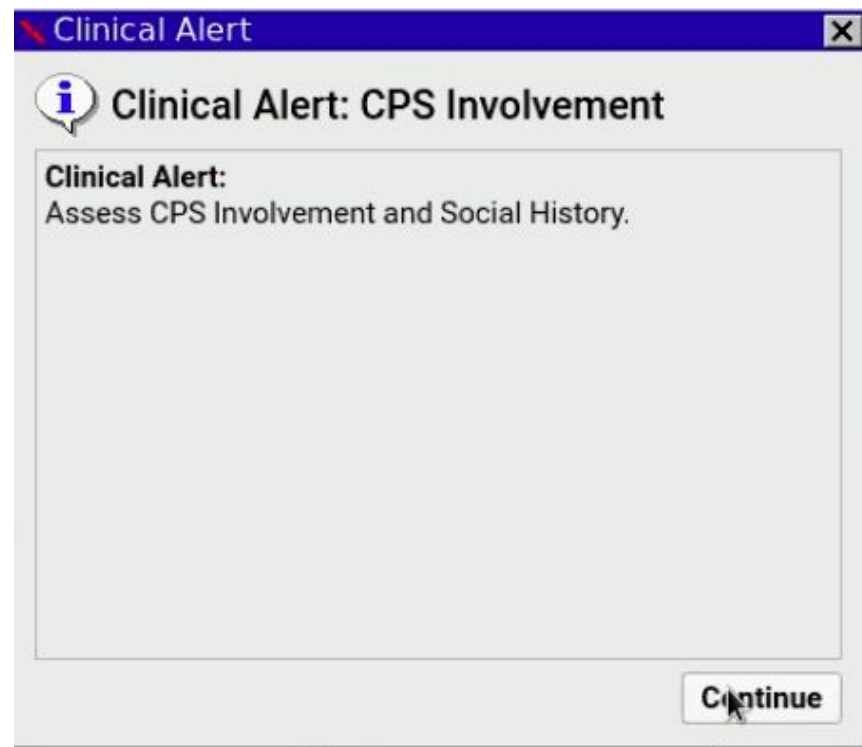 Clinical Alert
Clinical Alert: CPS Involvement
Clinical Alert:
Assess CPS Involvement and Social History.
Continue